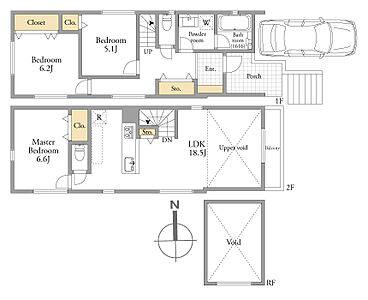 Closet
Clo.
Bedroom
6.2J
Bedroom
5.1J
UP
Powder
room
W
Bath
room
(1616)
Ent.
Sto.
Porch
1F
Master
Bedroom
6.6J
Clo.
R
Sto.
DN
LDK
18.5J
Upper void
Balcony
2F
N
Void
RF